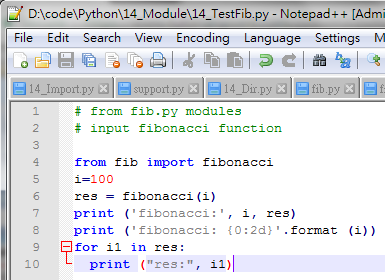 D:\code\Python\14_Module\14_TestFib.py - Notepad++ [Admi
File Edit Search View Encoding Language Settings M
14_Import.py support.py 14_Dir.py fib.py
1 # from fib.py modules
2 # input fibonacci function
3
4 from fib import fibonacci
5 i=100
6 res = fibonacci(i)
7 print ('fibonacci:', i, res)
8 print ('fibonacci: {0:2d}'.format (i))
9 for i1 in res:
10 print ("res:", i1)